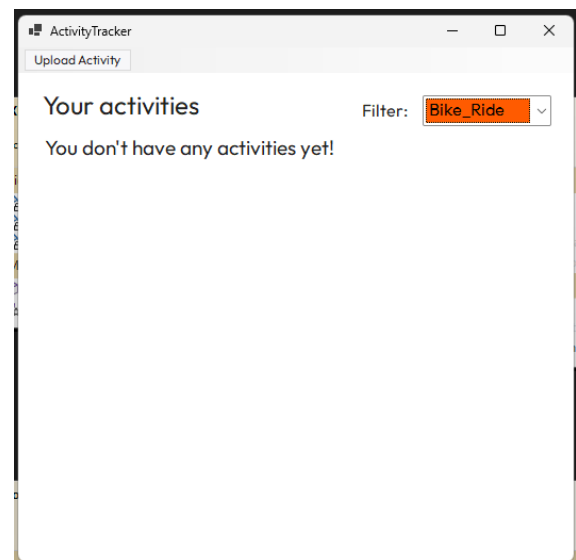 ActivityTracker
Upload Activity
Your activities
Filter: Bike_Ride
You don't have any activities yet!